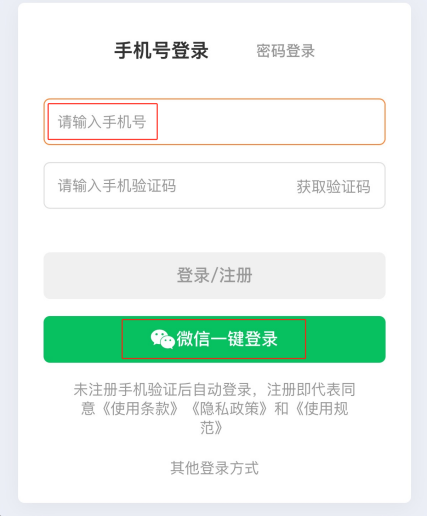 手机号登录 密码登录
请输入手机号
请输入手机验证码 获取验证码
登录/注册
微信一键登录
未注册手机验证后自动登录，注册即代表同
意《使用条款》《隐私政策》和《使用规
范》
其他登录方式